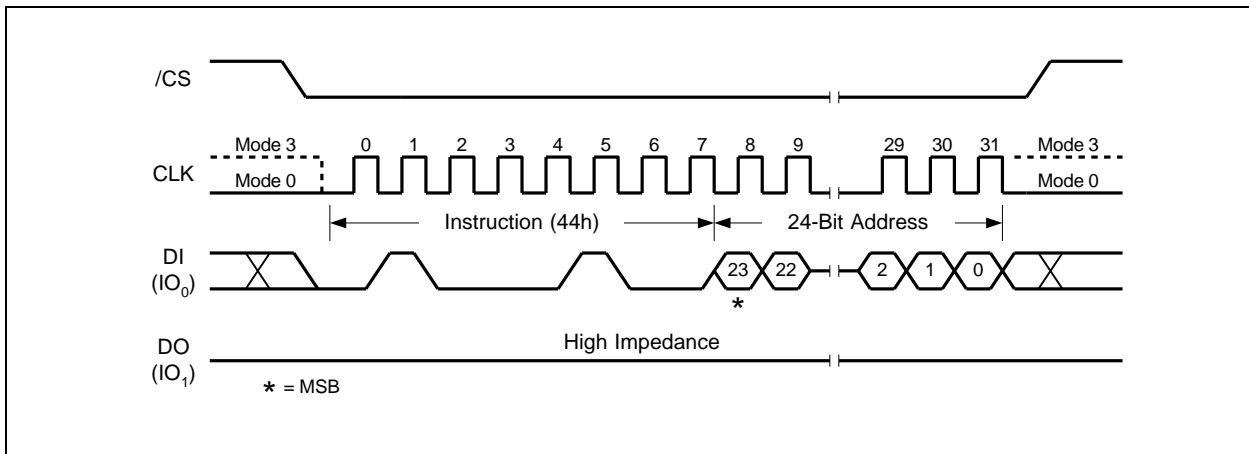 /CS
Mode 3 0 1 2 3 4 5 6 7 8 9 29 30 31 Mode 3
CLK
Mode 0 Mode 0
Instruction (44h) 24-Bit Address
DI
(IO0) 23 22 2 1 0
*
DO High Impedance
(IO1)
* = MSB